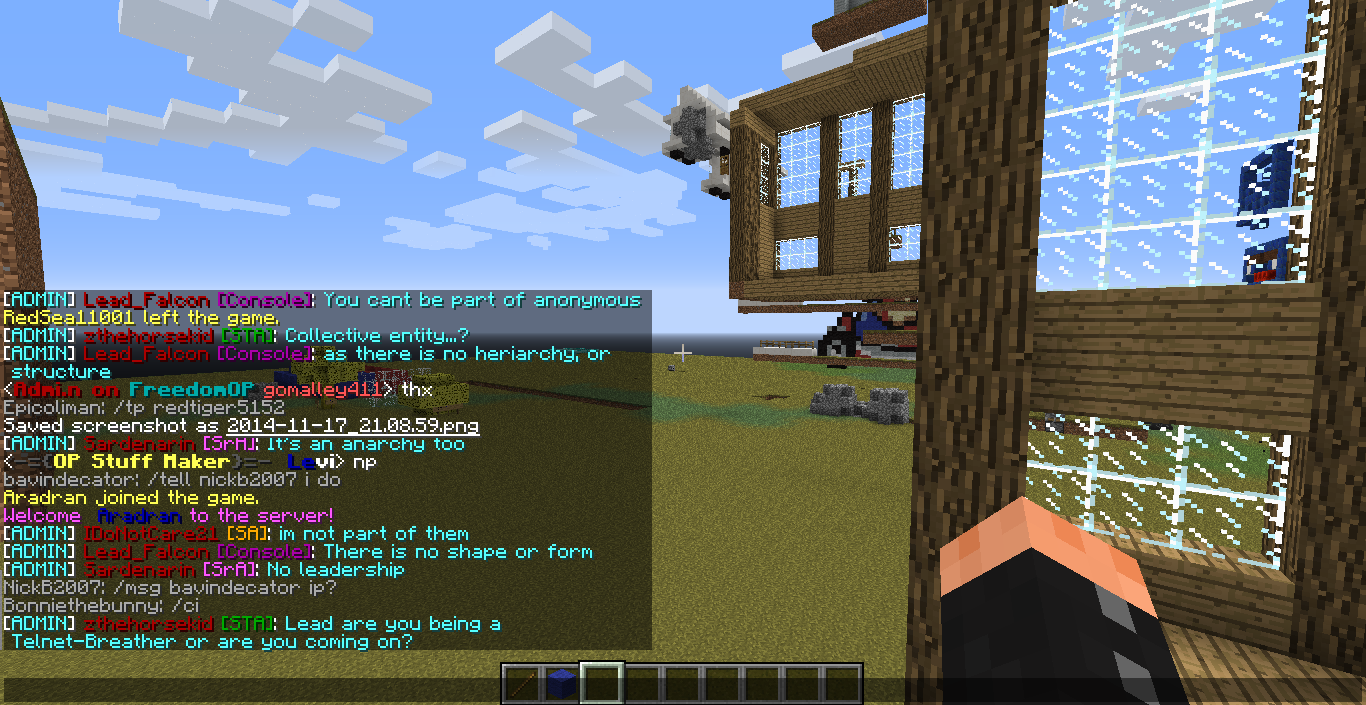 [ADMIN] Lead_Falcon [Console]: You cant be part of anonymous
RedSea11001 left the game.
[ADMIN] zthehorsekid [STA]: Collective entity...?
[ADMIN] Lead_Falcon [Console]: as there is no heriarchy, or
structure
<Admin on FreedomOP gomalley411> thx
Epicoliman: /tp redtiger5152
Saved screenshot as 2014-11-17_21.08.59.png
[ADMIN] Sardenarin [SrA]: It's an anarchy too
<-={OP Stuff Maker}=- Levi> np
bavindecator: /tell nickb2007 i do
Aradran joined the game.
Welcome Aradran to the server!
[ADMIN] IDoNotCare21 [SA]: im not part of them
[ADMIN] Lead_Falcon [Console]: There is no shape or form
[ADMIN] Sardenarin [SrA]: No leadership
NickB2007: /msg bavindecator ip?
Bonniethebunny: /ci
[ADMIN] zthehorsekid [STA]: Lead are you being a
Telnet-Breather or are you coming on?